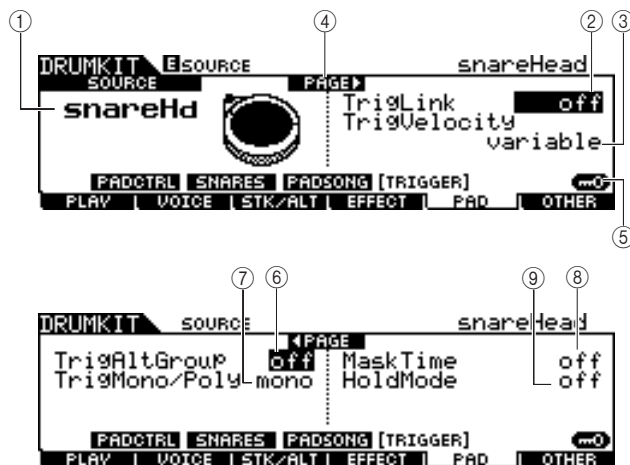 ① ④ ② ③
DRUMKIT E SOURCE snareHead
SOURCE PAGE▶
snareHd TrigLink off
TrigVelocity
variable
PADCTRL SNARES PADSONG [TRIGGER]
PLAY VOICE STK/ALT EFFECT PAD OTHER
⑤
⑦ ⑥ ⑨ ⑧
DRUMKIT SOURCE snareHead
◀PAGE
TrigAltGroup off MaskTime off
TrigMono/Poly mono HoldMode off
PADCTRL SNARES PADSONG [TRIGGER]
PLAY VOICE STK/ALT EFFECT PAD OTHER